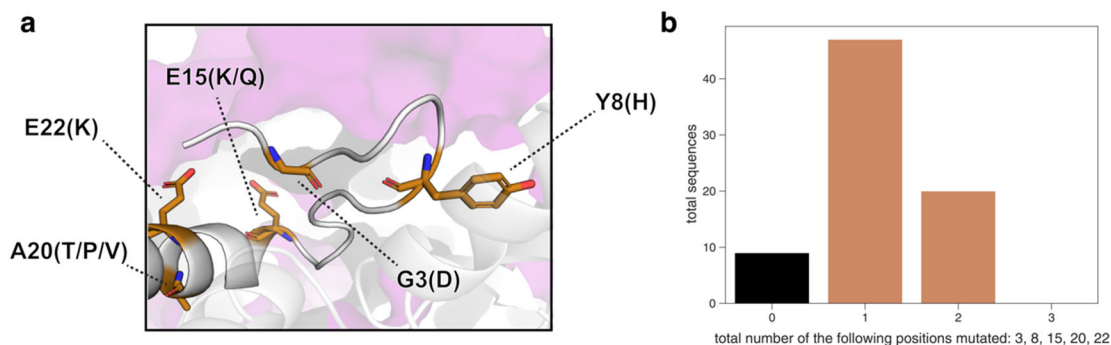 a
E15(K/Q)
E22(K)
Y8(H)
A20(T/P/V)
G3(D)
b
total sequences
40
30
20
10
0
0 1 2 3
total number of the following positions mutated: 3, 8, 15, 20, 22